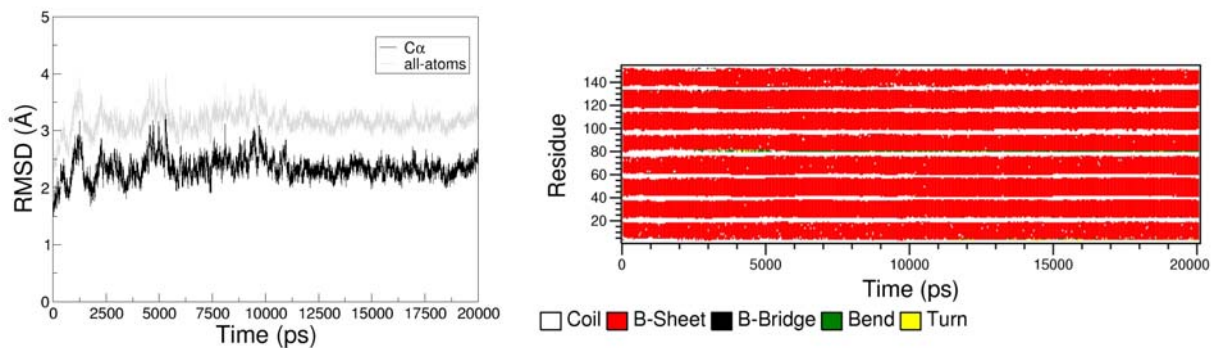 RMSD (Å)
5
4
3
2
1
0
Cα
all-atoms
0 2500 5000 7500 10000 12500 15000 17500 20000
Time (ps)
Residue
140
120
100
80
60
40
20
0 5000 10000 15000 20000
Time (ps)
Coil B-Sheet B-Bridge Bend Turn